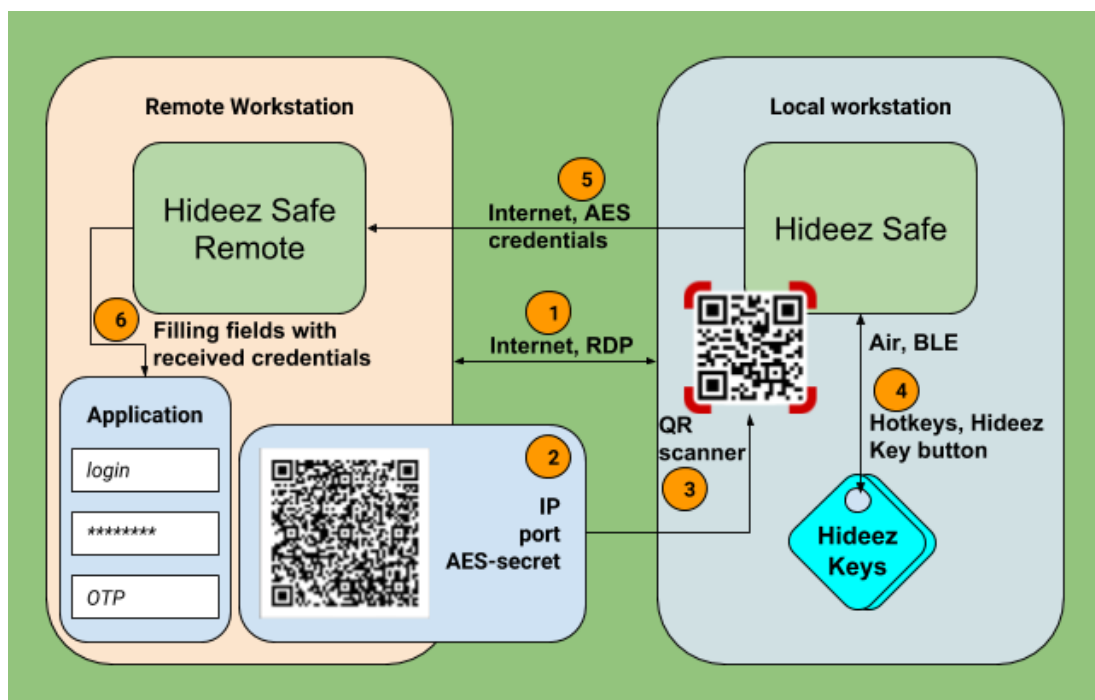 Remote Workstation
Hideez Safe
Remote
6
Filling fields with
received credentials
Application
login
********
OTP
2
IP
port
AES-secret
5
Internet, AES
credentials
1
Internet, RDP
QR
scanner
3
Local workstation
Hideez Safe
Air, BLE
4
Hotkeys, Hideez
Key button
Hideez
Keys